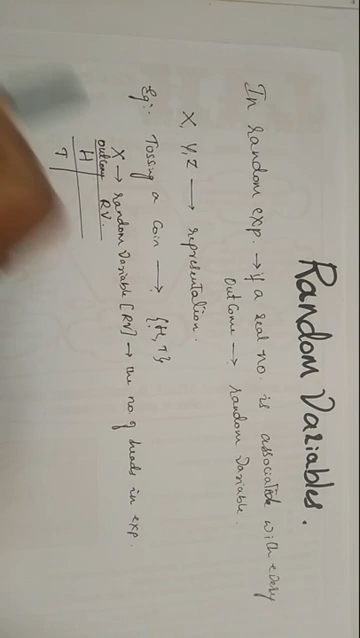 Random Variables.
In random exp. → if a real no. is associated with every
outcome → random variable.
X, Y, Z → representation.
Eg:- Tossing a coin → {H, T}
X → random variable [RV] → the no of heads in exp.
outcome RV.
H
T